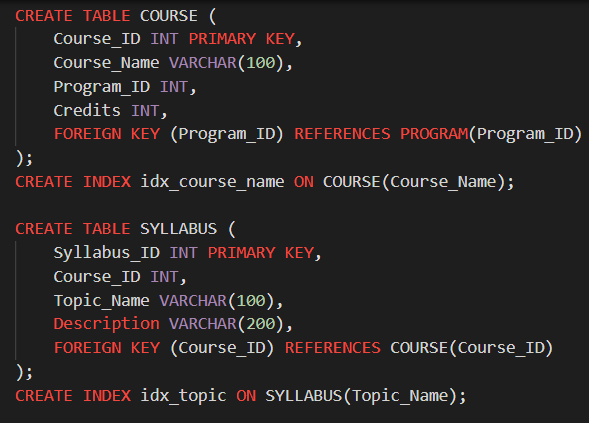 CREATE TABLE COURSE (
    Course_ID INT PRIMARY KEY,
    Course_Name VARCHAR(100),
    Program_ID INT,
    Credits INT,
    FOREIGN KEY (Program_ID) REFERENCES PROGRAM(Program_ID)
);
CREATE INDEX idx_course_name ON COURSE(Course_Name);

CREATE TABLE SYLLABUS (
    Syllabus_ID INT PRIMARY KEY,
    Course_ID INT,
    Topic_Name VARCHAR(100),
    Description VARCHAR(200),
    FOREIGN KEY (Course_ID) REFERENCES COURSE(Course_ID)
);
CREATE INDEX idx_topic ON SYLLABUS(Topic_Name);